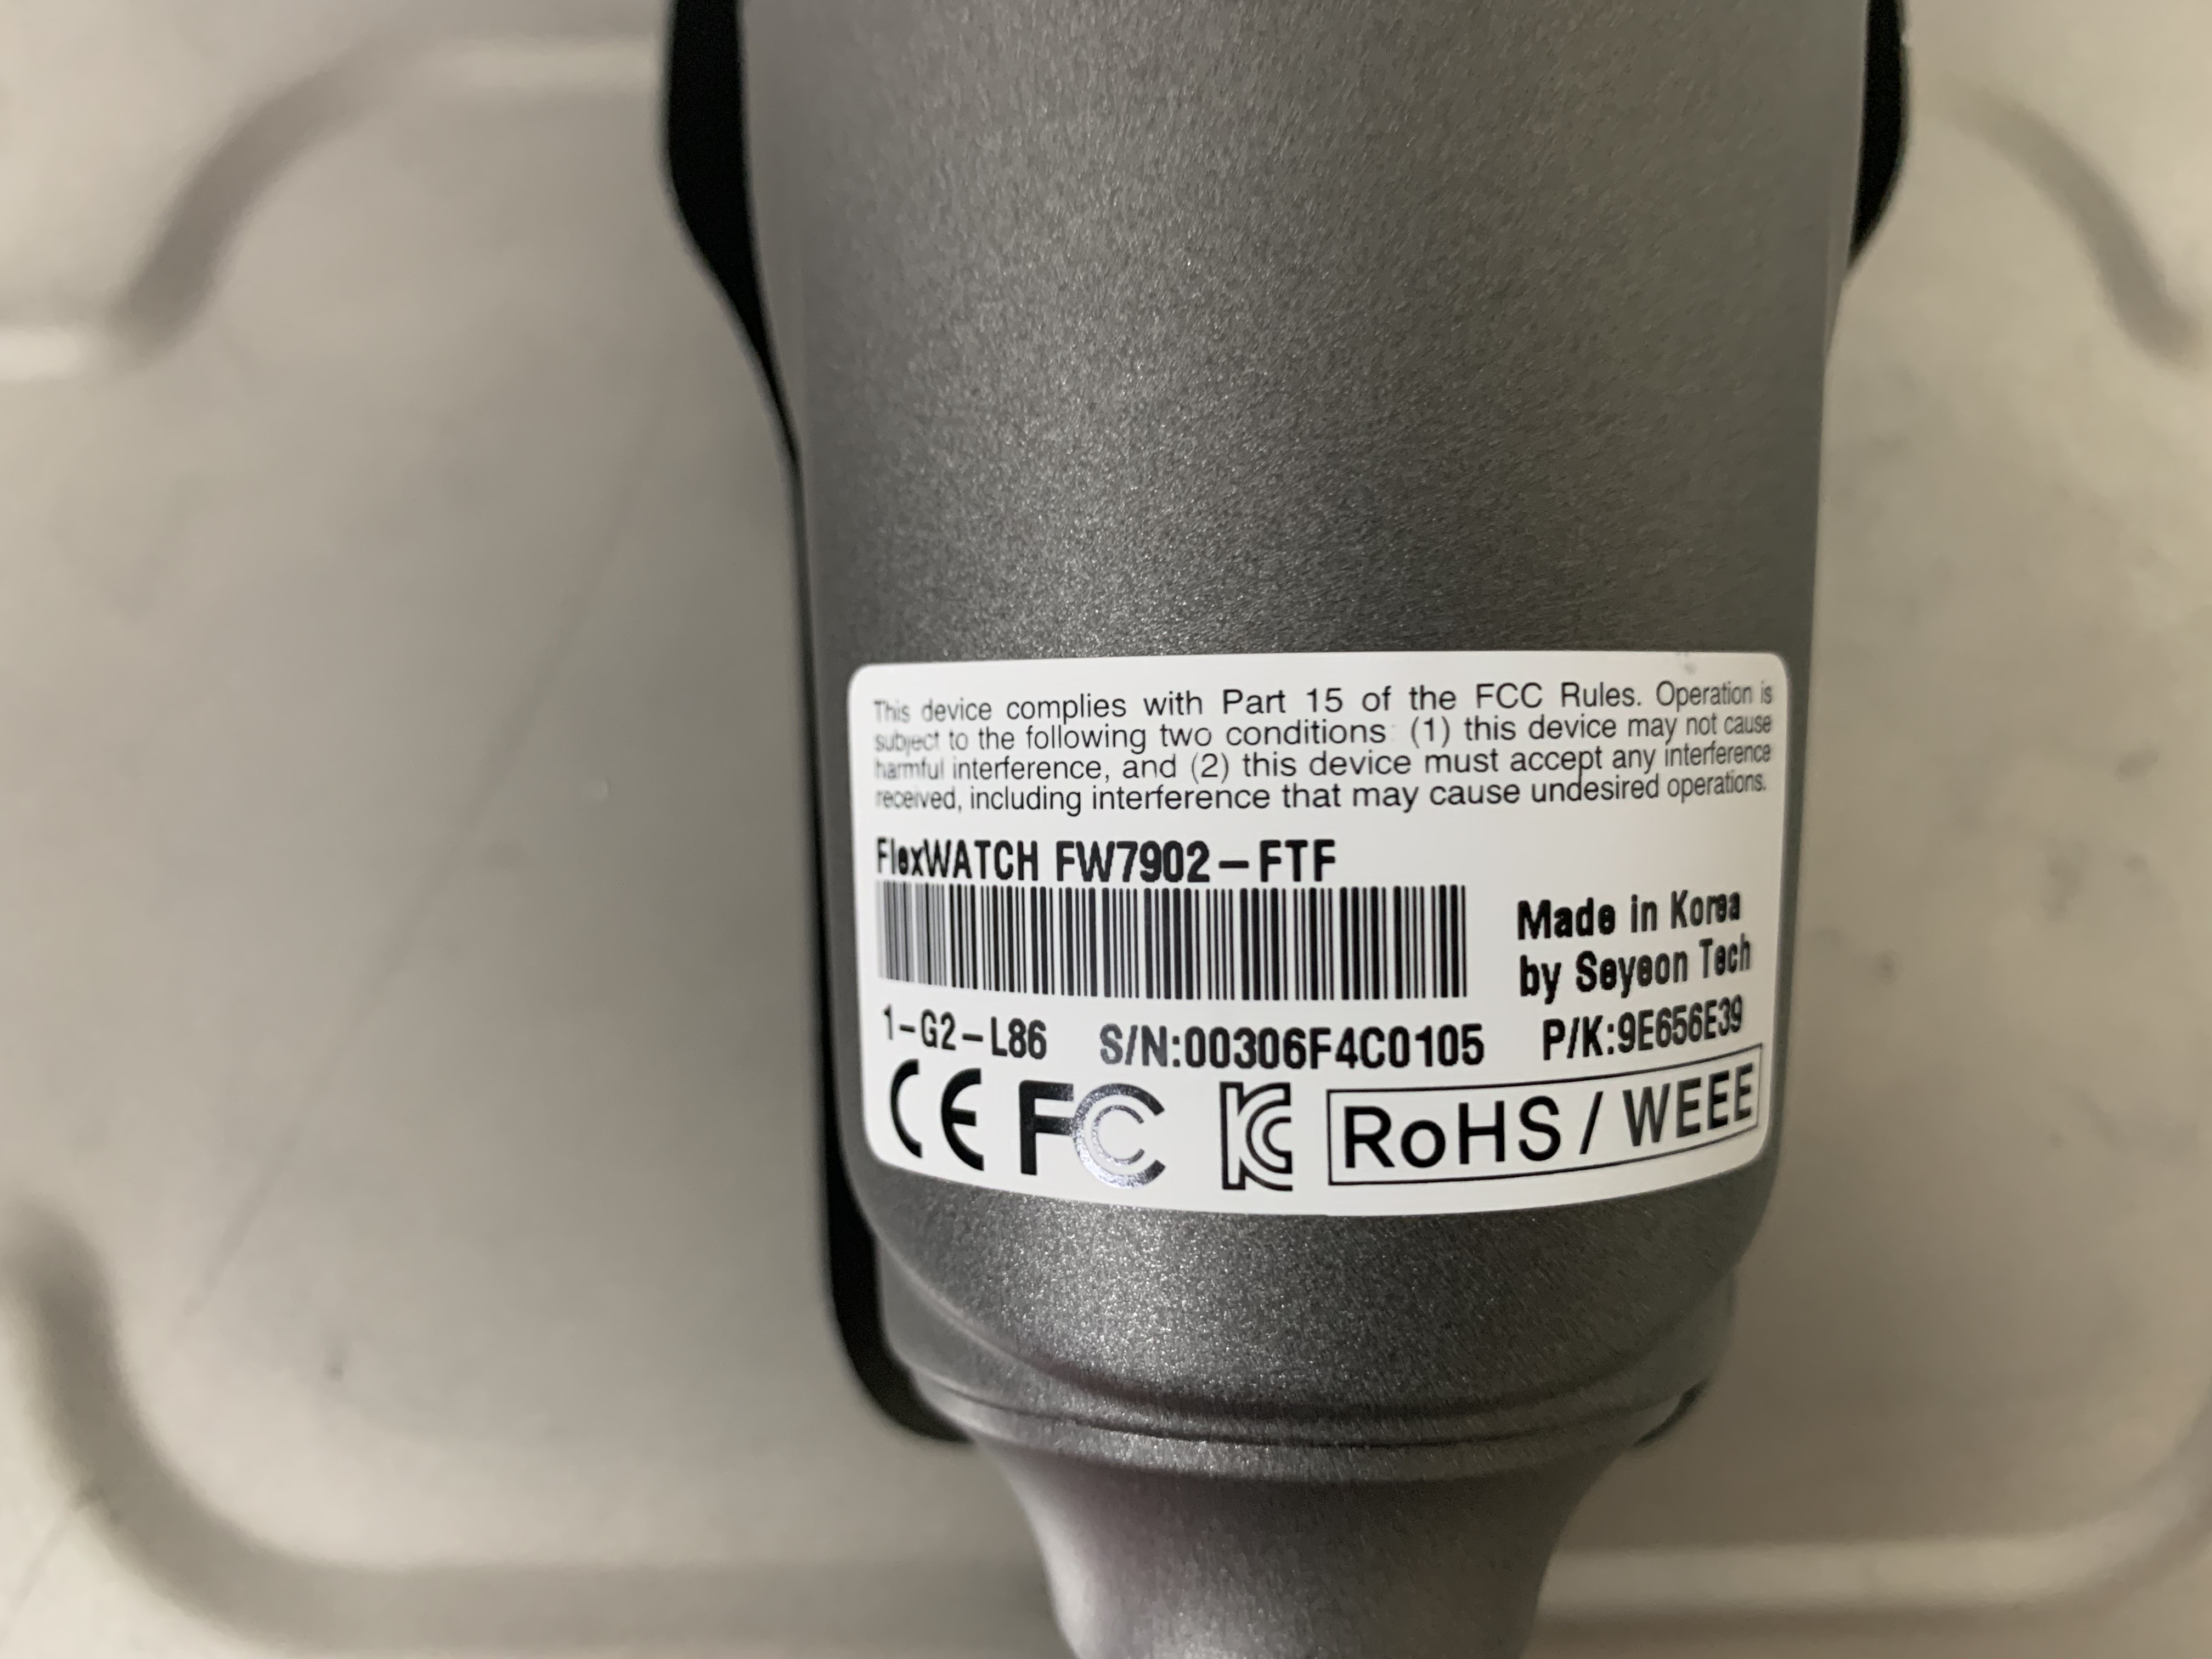 This device complies with Part 15 of the FCC Rules. Operation is
subject to the following two conditions: (1) this device may not cause
harmful interference, and (2) this device must accept any interference
received, including interference that may cause undesired operations.
FlexWATCH FW7902-FTF
Made in Korea
by Seyeon Tech
1-G2-L86 S/N:00306F4C0105 P/K:9E656E39
CE FC KC RoHS / WEEE